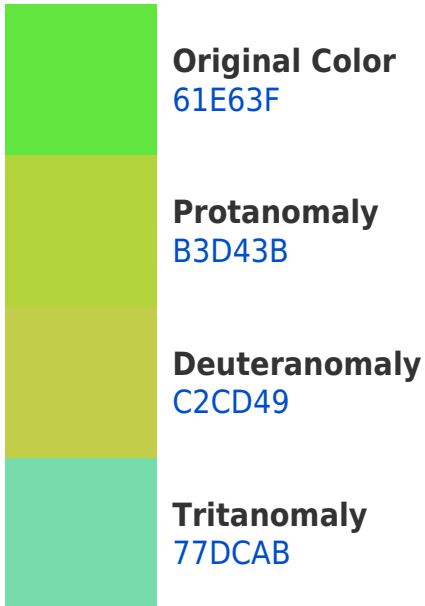 Original Color
61E63F
Protanomaly
B3D43B
Deuteranomaly
C2CD49
Tritanomaly
77DCAB